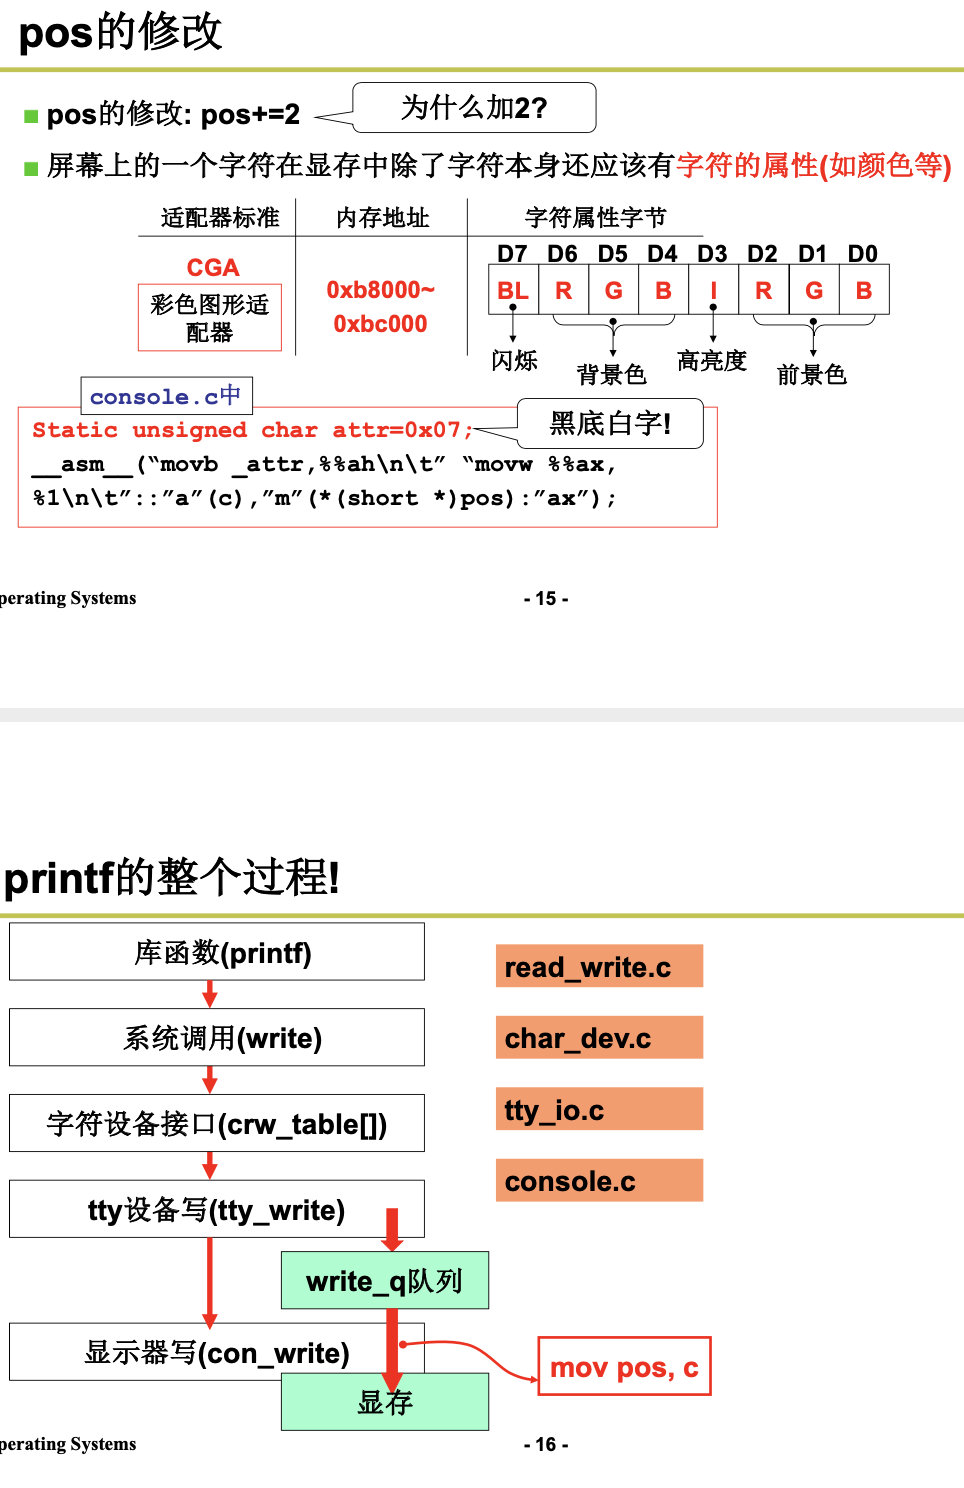 pos的修改
pos的修改: pos+=2
为什么加2?
屏幕上的一个字符在显存中除了字符本身还应该有字符的属性(如颜色等)
适配器标准 内存地址 字符属性字节
D7 D6 D5 D4 D3 D2 D1 D0
CGA
BL R G B I R G B
彩色图形适
配器
0xb8000~
0xbc000
闪烁 背景色 高亮度 前景色
console.c中
Static unsigned char attr=0x07;
黑底白字!
__asm__(“movb _attr,%%ah\n\t” “movw %%ax,
%1\n\t”::”a”(c),”m”(*(short *)pos):”ax”);
perating Systems
- 15 -
printf的整个过程!
库函数(printf)
read_write.c
系统调用(write)
char_dev.c
字符设备接口(crw_table[])
tty_io.c
tty设备写(tty_write)
console.c
write_q队列
显示器写(con_write)
mov pos, c
显存
perating Systems
- 16 -